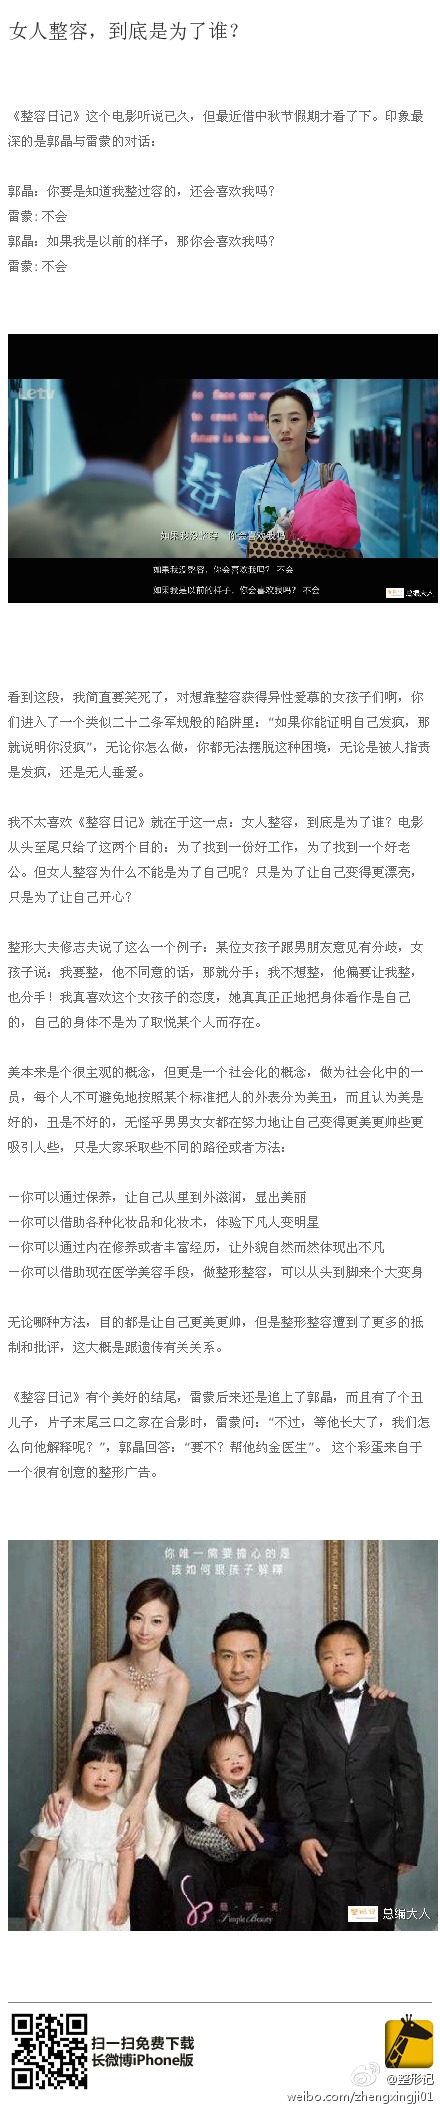 女人整容，到底是为了谁？
《整容日记》这个电影听说已久，但最近借中秋节假期才看了下。印象最
深的是郭晶与雷蒙的对话：
郭晶：你要是知道我整过容的，还会喜欢我吗？
雷蒙：不会
郭晶：如果我是以前的样子，那你会喜欢我吗？
雷蒙：不会
letv
to face our
to creat the
future is the
如果我没整容，你会喜欢我吗
如果我没整容，你会喜欢我吗？ 不会
如果我是以前的样子，你会喜欢我吗？ 不会
总编大人
看到这段，我简直要笑死了，对想靠整容获得异性爱慕的女孩子们啊，你
们进入了一个类似二十二条军规般的陷阱里：“如果你能证明自己发疯，那
就说明你没疯”，无论你怎么做，你都无法摆脱这种困境，无论是被人指责
是发疯，还是无人垂爱。
我不太喜欢《整容日记》就在于这一点：女人整容，到底是为了谁？电影
从头至尾只给了这两个目的：为了找到一份好工作，为了找到一个好老
公。但女人整容为什么不能是为了自己呢？只是为了让自己变得更漂亮，
只是为了让自己开心？
整形大夫修志夫说了这么一个例子：某位女孩子跟男朋友意见有分歧，女
孩子说：我要整，他不同意的话，那就分手；我不想整，他偏要让我整，
也分手！我真喜欢这个女孩子的态度，她真真正正地把身体看作是自己
的，自己的身体不是为了取悦某个人而存在。
美本来是个很主观的概念，但更是一个社会化的概念，做为社会化中的一
员，每个人不可避免地按照某个标准把人的外表分为美丑，而且认为美是
好的，丑是不好的，无怪乎男男女女都在努力地让自己变得更美更帅些更
吸引人些，只是大家采取些不同的路径或者方法：
—你可以通过保养，让自己从里到外滋润，显出美丽
—你可以借助各种化妆品和化妆术，体验下凡人变明星
—你可以通过内在修养或者丰富经历，让外貌自然而然体现出不凡
—你可以借助现在医学美容手段，做整形整容，可以从头到脚来个大变身
无论哪种方法，目的都是让自己更美更帅，但是整形整容遭到了更多的抵
制和批评，这大概是跟遗传有关关系。
《整容日记》有个美好的结尾，雷蒙后来还是追上了郭晶，而且有了个丑
儿子，片子末尾三口之家在合影时，雷蒙问：“不过，等他长大了，我们怎
么向他解释呢？”，郭晶回答：“要不？帮他约金医生”。 这个彩蛋来自于
一个很有创意的整形广告。
你唯一需要擔心的是
該如何跟孩子解釋
Simple Beauty
总编大人
扫一扫免费下载
长微博iPhone版
@整形记
weibo.com/zhengxingji01